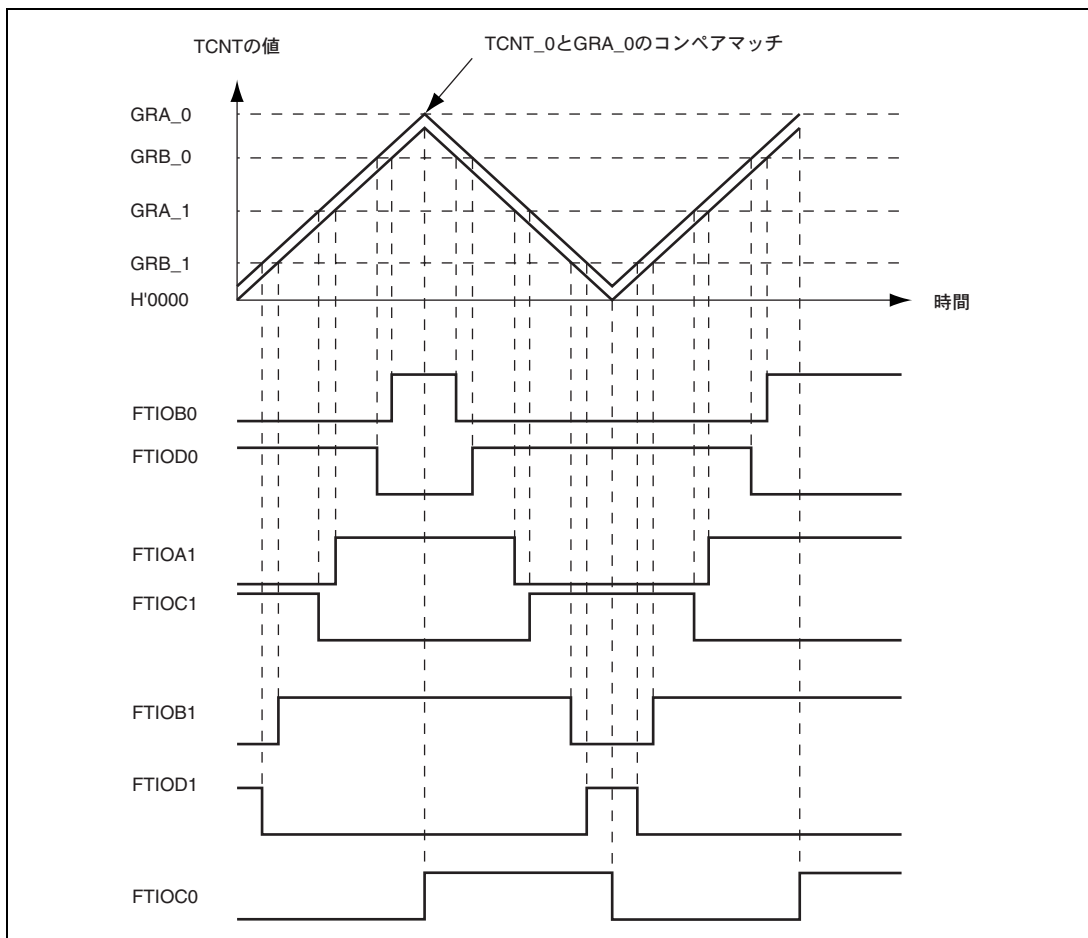 TCNTの値
TCNT_0とGRA_0のコンペアマッチ
GRA_0
GRB_0
GRA_1
GRB_1
H'0000
時間
FTIOB0
FTIOD0
FTIOA1
FTIOC1
FTIOB1
FTIOD1
FTIOC0